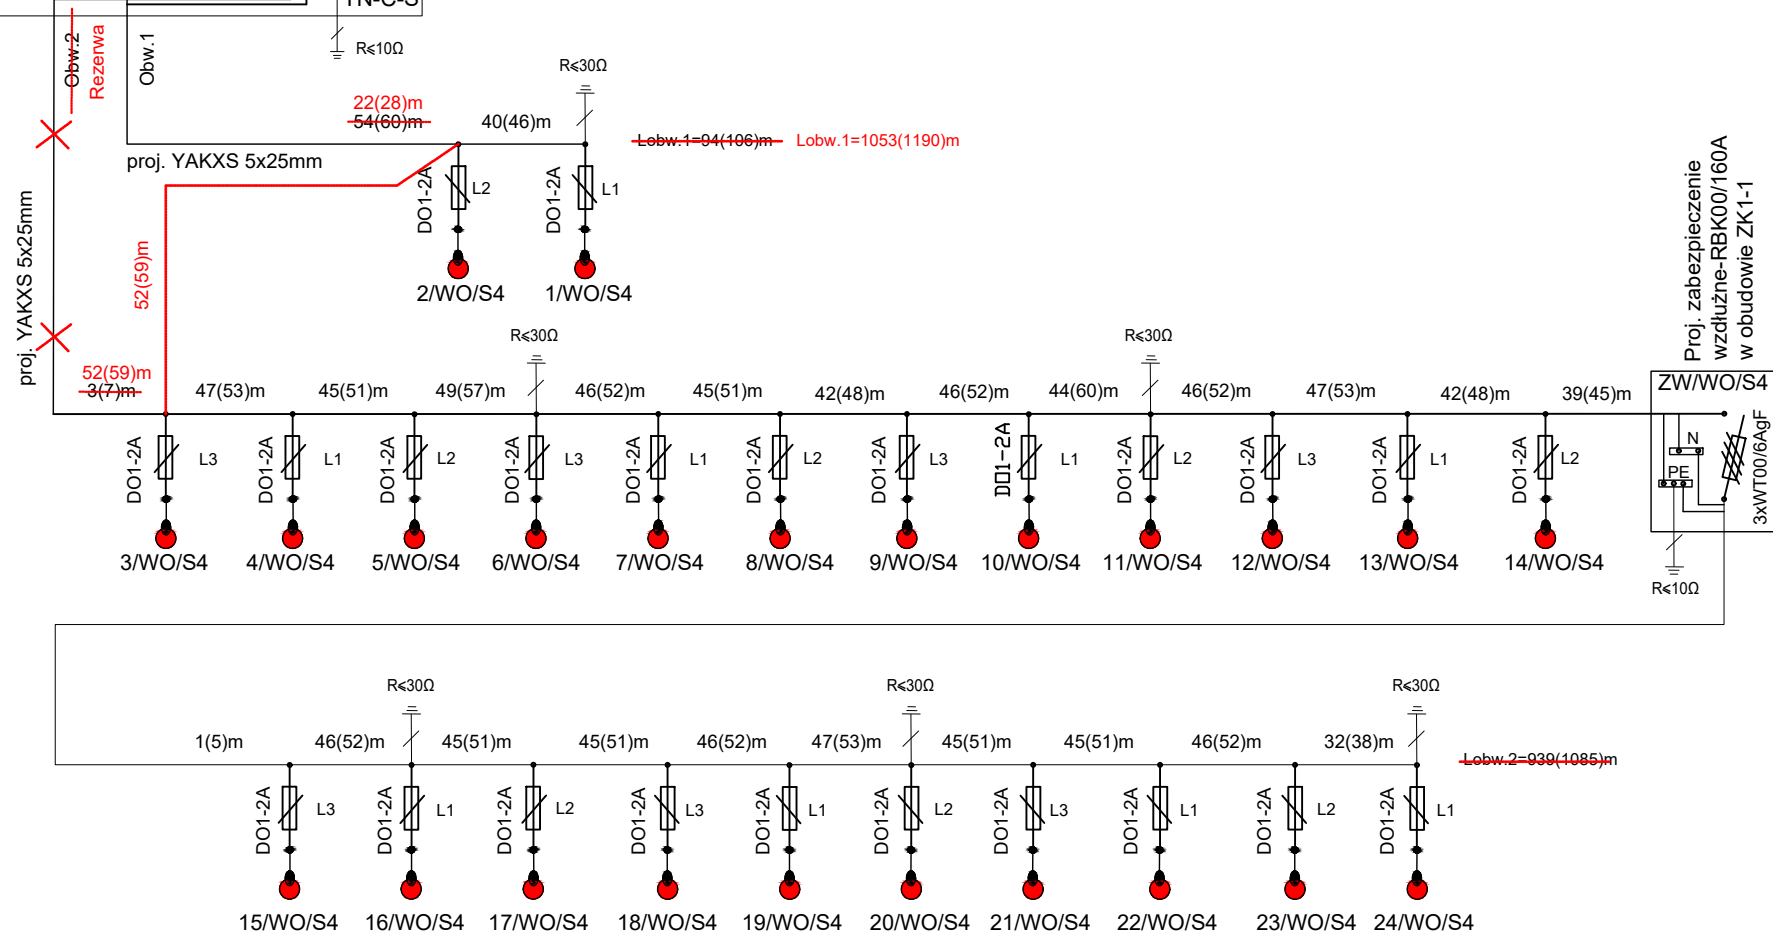 TN-C-S
Obw.2
Rezerwa
Obw.1
R≤10Ω
R≤30Ω
22(28)m
54(60)m
40(46)m
Lobw.1=94(106)m
Lobw.1=1053(1190)m
proj. YAKXS 5x25mm
DO1-2A
L2
DO1-2A
L1
2/WO/S4
1/WO/S4
proj. YAKXS 5x25mm
52(59)m
Proj. zabezpieczenie
wzdłużne-RBK00/160A
w obudowie ZK1-1
R≤30Ω
R≤30Ω
52(59)m
3(7)m
47(53)m
45(51)m
49(57)m
46(52)m
45(51)m
42(48)m
46(52)m
44(60)m
46(52)m
47(53)m
42(48)m
39(45)m
ZW/WO/S4
DO1-2A
L3
DO1-2A
L1
DO1-2A
L2
DO1-2A
L3
DO1-2A
L1
DO1-2A
L2
DO1-2A
L3
DO1-2A
L1
DO1-2A
L2
DO1-2A
L3
DO1-2A
L1
DO1-2A
L2
N
PE
3xWT00/6AgF
3/WO/S4
4/WO/S4
5/WO/S4
6/WO/S4
7/WO/S4
8/WO/S4
9/WO/S4
10/WO/S4
11/WO/S4
12/WO/S4
13/WO/S4
14/WO/S4
R≤10Ω
R≤30Ω
R≤30Ω
R≤30Ω
1(5)m
46(52)m
45(51)m
45(51)m
46(52)m
47(53)m
45(51)m
45(51)m
46(52)m
32(38)m
Lobw.2=939(1085)m
DO1-2A
L3
DO1-2A
L1
DO1-2A
L2
DO1-2A
L3
DO1-2A
L1
DO1-2A
L2
DO1-2A
L3
DO1-2A
L1
DO1-2A
L2
DO1-2A
L1
15/WO/S4
16/WO/S4
17/WO/S4
18/WO/S4
19/WO/S4
20/WO/S4
21/WO/S4
22/WO/S4
23/WO/S4
24/WO/S4